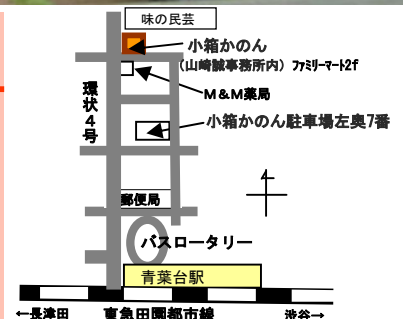 味の民芸
小箱かのん
（山崎誠事務所内）ファミリーマート2f
M＆M薬局
環状4号
小箱かのん駐車場左奥7番
郵便局
バスロータリー
青葉台駅
←長津田 東急田園都市線 渋谷→